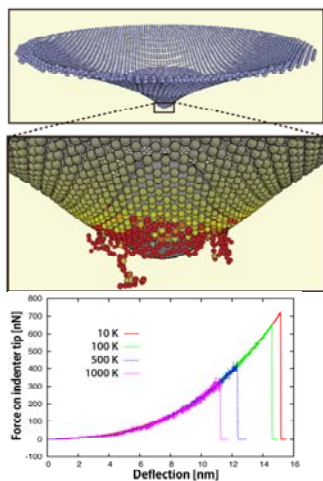 800
700
600
500
400
300
200
100
0
-100
Force on indenter tip [nN]
10 K
100 K
500 K
1000 K
0 2 4 6 8 10 12 14 16
Deflection [nm]